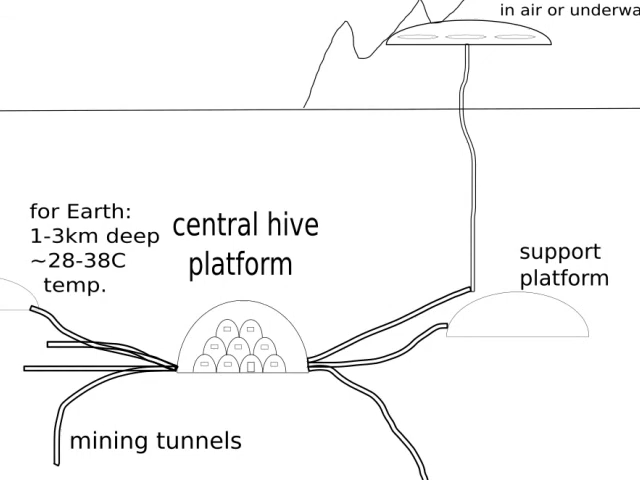 in air or underwa
for Earth:
1-3km deep
~28-38C
temp.
central hive
platform
support
platform
mining tunnels